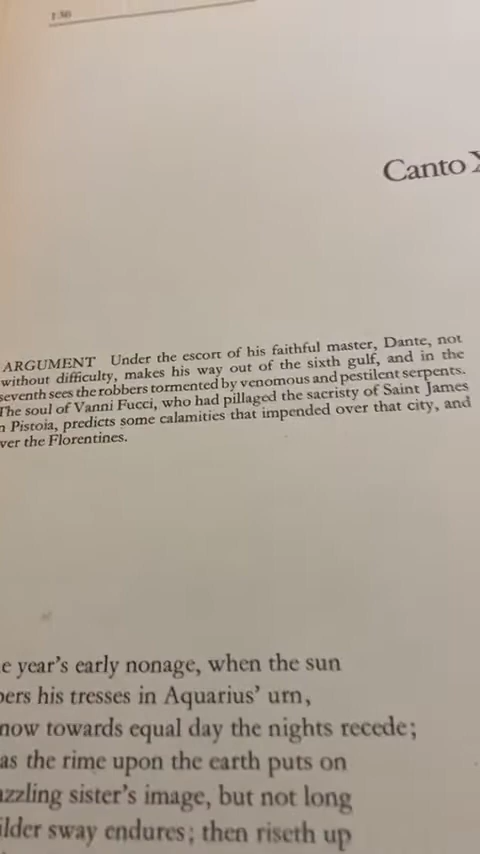 136
Canto X
ARGUMENT Under the escort of his faithful master, Dante, not
without difficulty, makes his way out of the sixth gulf, and in the
seventh sees the robbers tormented by venomous and pestilent serpents.
The soul of Vanni Fucci, who had pillaged the sacristy of Saint James
n Pistoia, predicts some calamities that impended over that city, and
ver the Florentines.
e year's early nonage, when the sun
pers his tresses in Aquarius' urn,
now towards equal day the nights recede;
as the rime upon the earth puts on
azzling sister's image, but not long
ilder sway endures; then riseth up